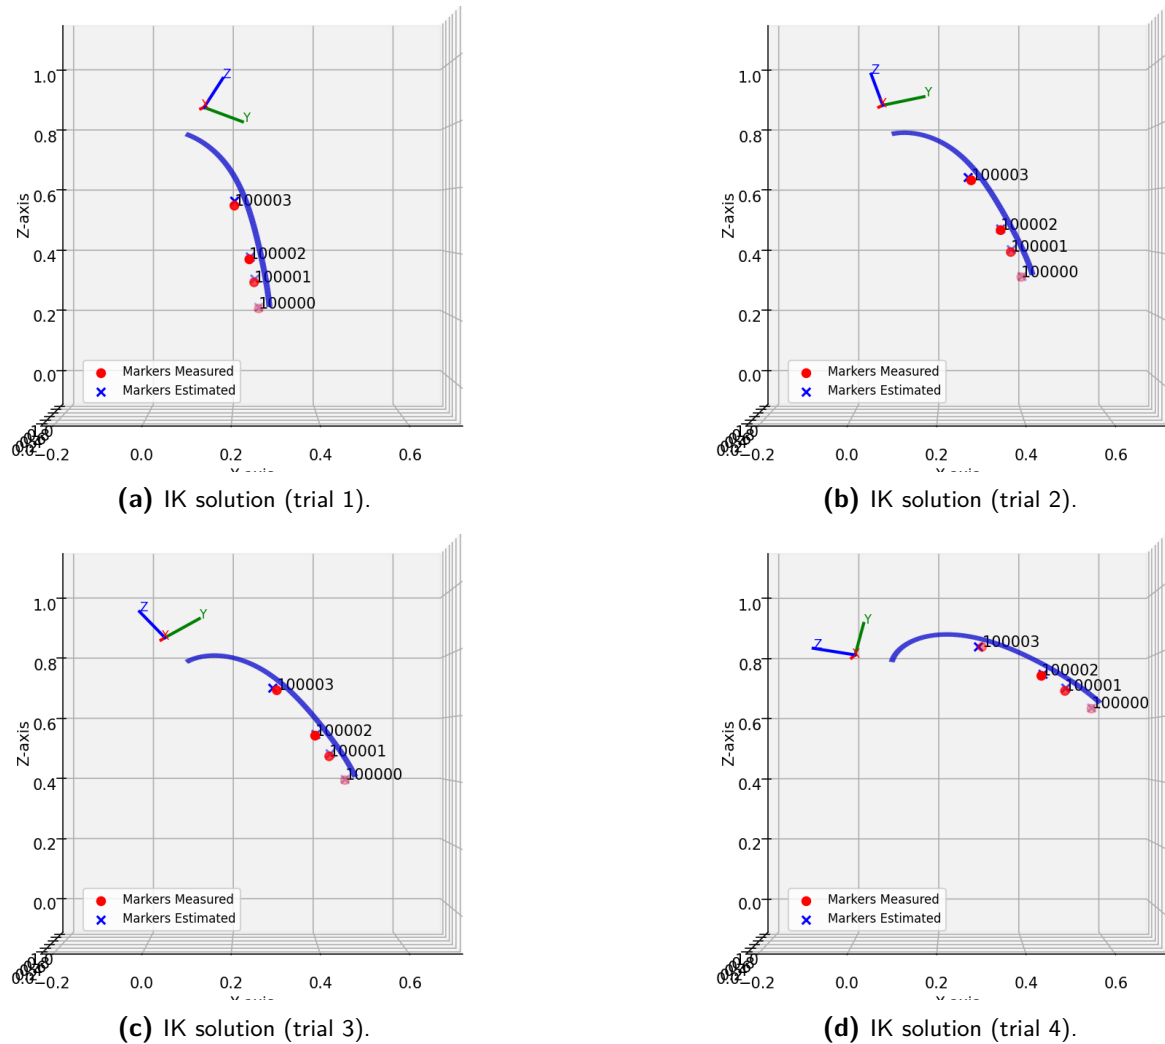 1.0
0.8
0.6
0.4
0.2
0.0
Z-axis
Z
X
Y
100003
100002
100001
100000
Markers Measured
Markers Estimated
−0.2 0.0 0.2 0.4 0.6
(a) IK solution (trial 1).
1.0
0.8
0.6
0.4
0.2
0.0
Z-axis
Z
X
Y
100003
100002
100001
100000
Markers Measured
Markers Estimated
−0.2 0.0 0.2 0.4 0.6
(b) IK solution (trial 2).
1.0
0.8
0.6
0.4
0.2
0.0
Z-axis
Z
X
Y
100003
100002
100001
100000
Markers Measured
Markers Estimated
−0.2 0.0 0.2 0.4 0.6
(c) IK solution (trial 3).
1.0
0.8
0.6
0.4
0.2
0.0
Z-axis
Z
X
Y
100003
100002
100001
100000
Markers Measured
Markers Estimated
−0.2 0.0 0.2 0.4 0.6
(d) IK solution (trial 4).